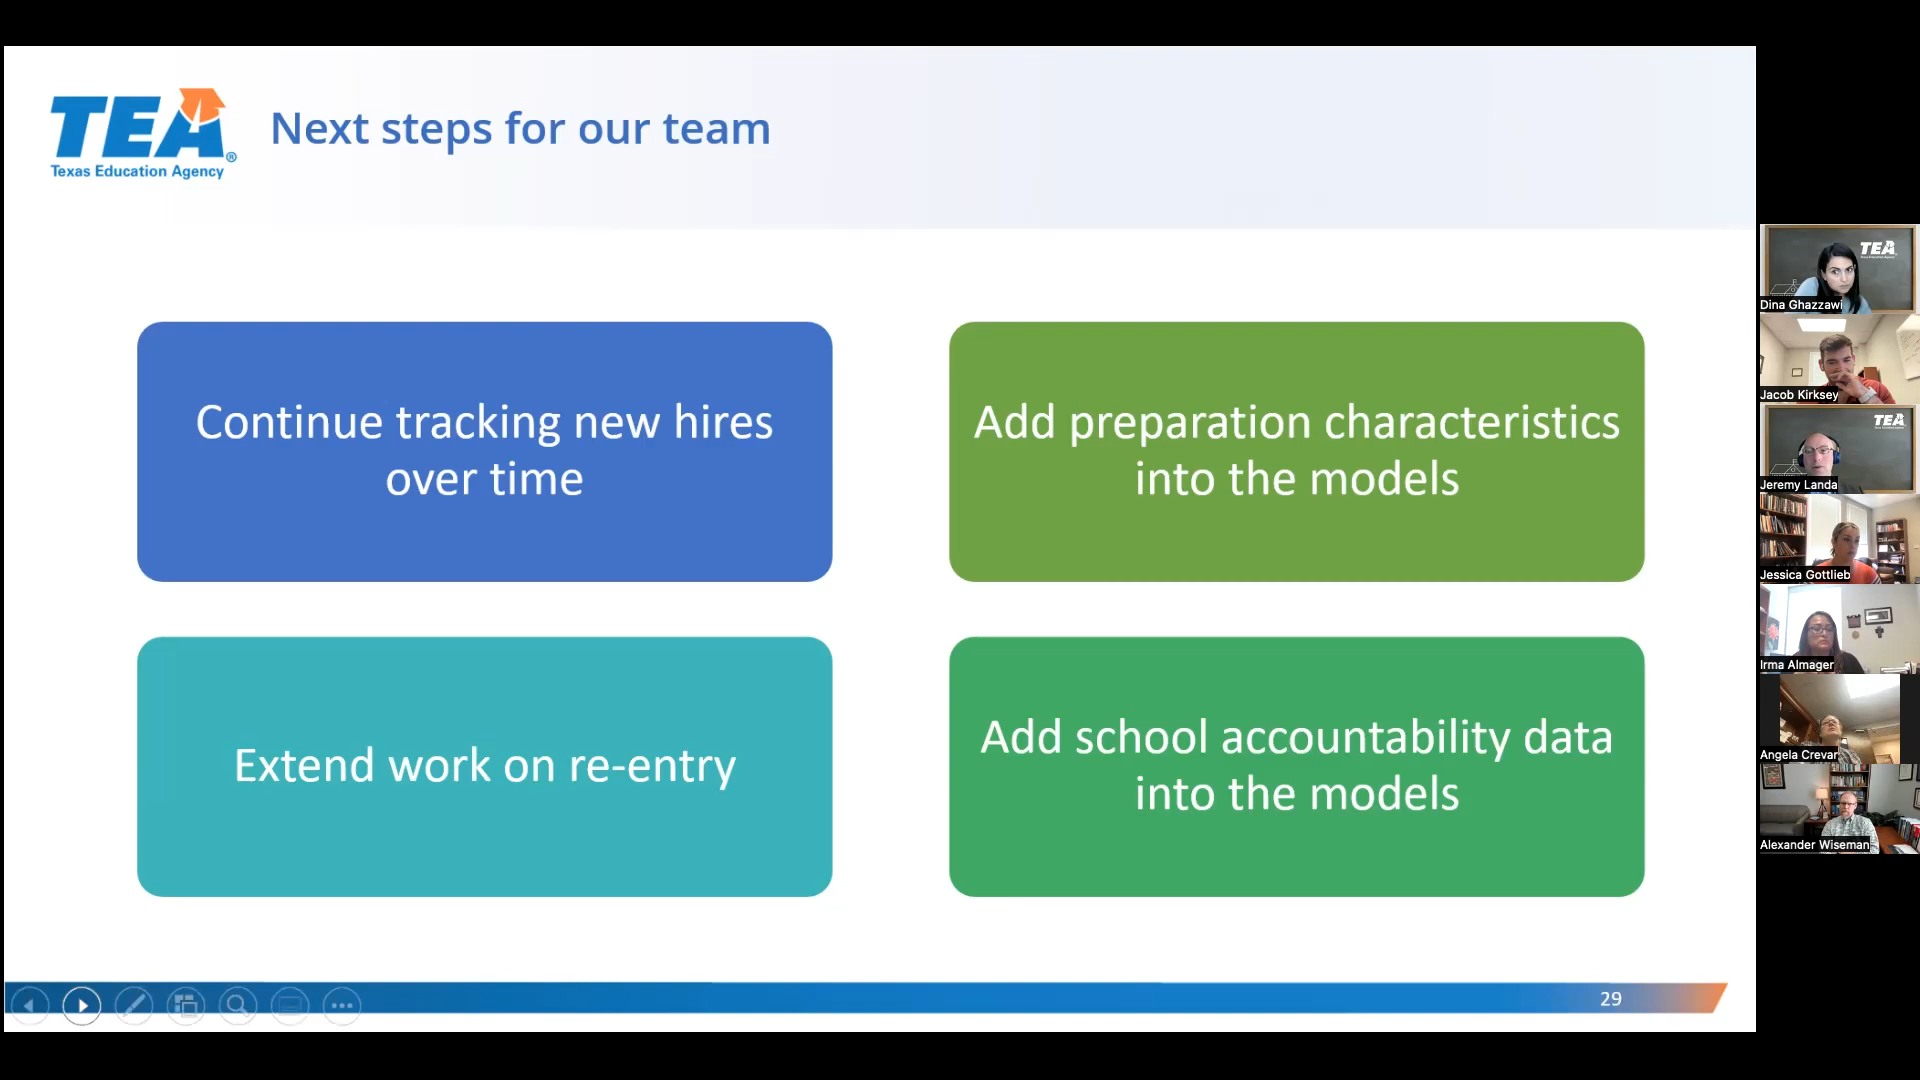 TEA®
Texas Education Agency
Next steps for our team
Continue tracking new hires
over time
Add preparation characteristics
into the models
Extend work on re-entry
Add school accountability data
into the models
29
TEA
Dina Ghazzawi
Jacob Kirksey
TEA
Jeremy Landa
Jessica Gottlieb
Irma Almager
Angela Crevar
Alexander Wiseman